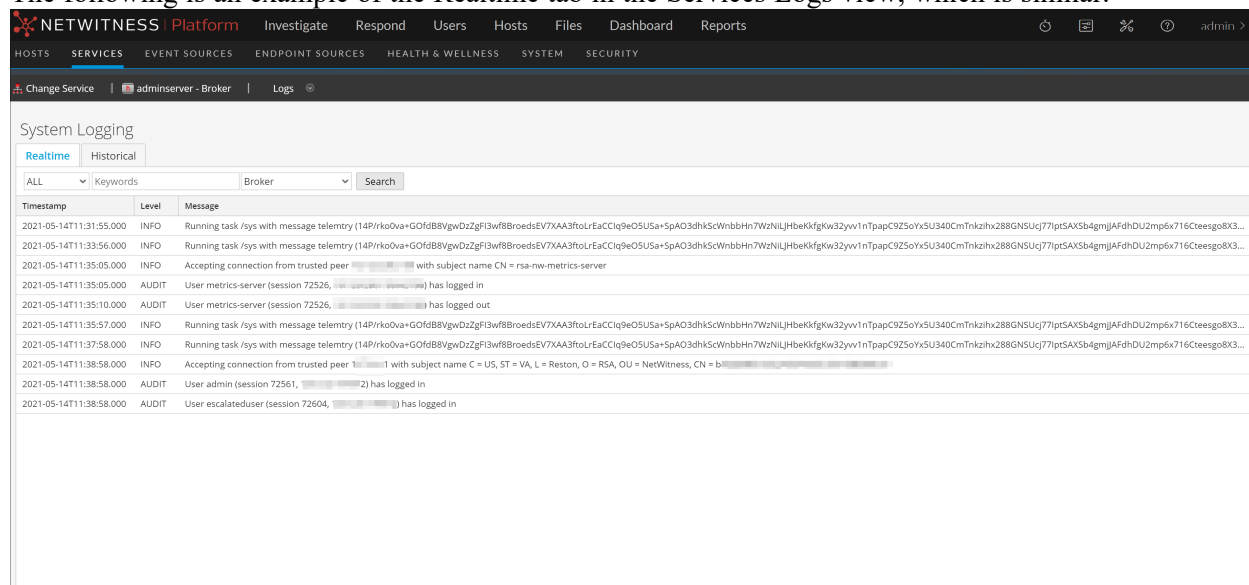 The following is an example of the Realtime tab in the Services Logs view, which is similar.
NETWITNESS | Platform Investigate Respond Users Hosts Files Dashboard Reports admin >
HOSTS SERVICES EVENT SOURCES ENDPOINT SOURCES HEALTH & WELLNESS SYSTEM SECURITY
Change Service | adminserver - Broker | Logs
System Logging
Realtime Historical
ALL Keywords Broker Search
Timestamp Level Message
2021-05-14T11:31:55.000 INFO Running task /sys with message telemtry
2021-05-14T11:33:56.000 INFO Running task /sys with message telemtry
2021-05-14T11:35:05.000 INFO Accepting connection from trusted peer with subject name CN = rsa-nw-metrics-server
2021-05-14T11:35:05.000 AUDIT User metrics-server (session 72526, ) has logged in
2021-05-14T11:35:10.000 AUDIT User metrics-server (session 72526, ) has logged out
2021-05-14T11:35:57.000 INFO Running task /sys with message telemtry
2021-05-14T11:37:58.000 INFO Running task /sys with message telemtry
2021-05-14T11:38:58.000 INFO Accepting connection from trusted peer 1 1 with subject name C = US, ST = VA, L = Reston, O = RSA, OU = NetWitness, CN = b
2021-05-14T11:38:58.000 AUDIT User admin (session 72561, 2) has logged in
2021-05-14T11:38:58.000 AUDIT User escalateduser (session 72604, ) has logged in